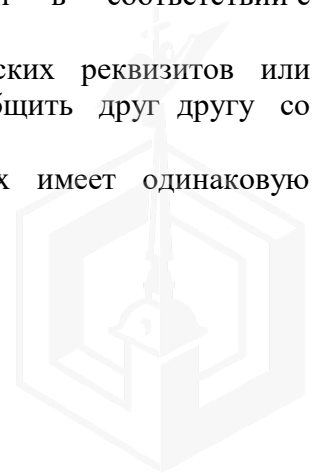 в соответствии с
ских реквизитов или
бщить друг другу со
х имеет одинаковую